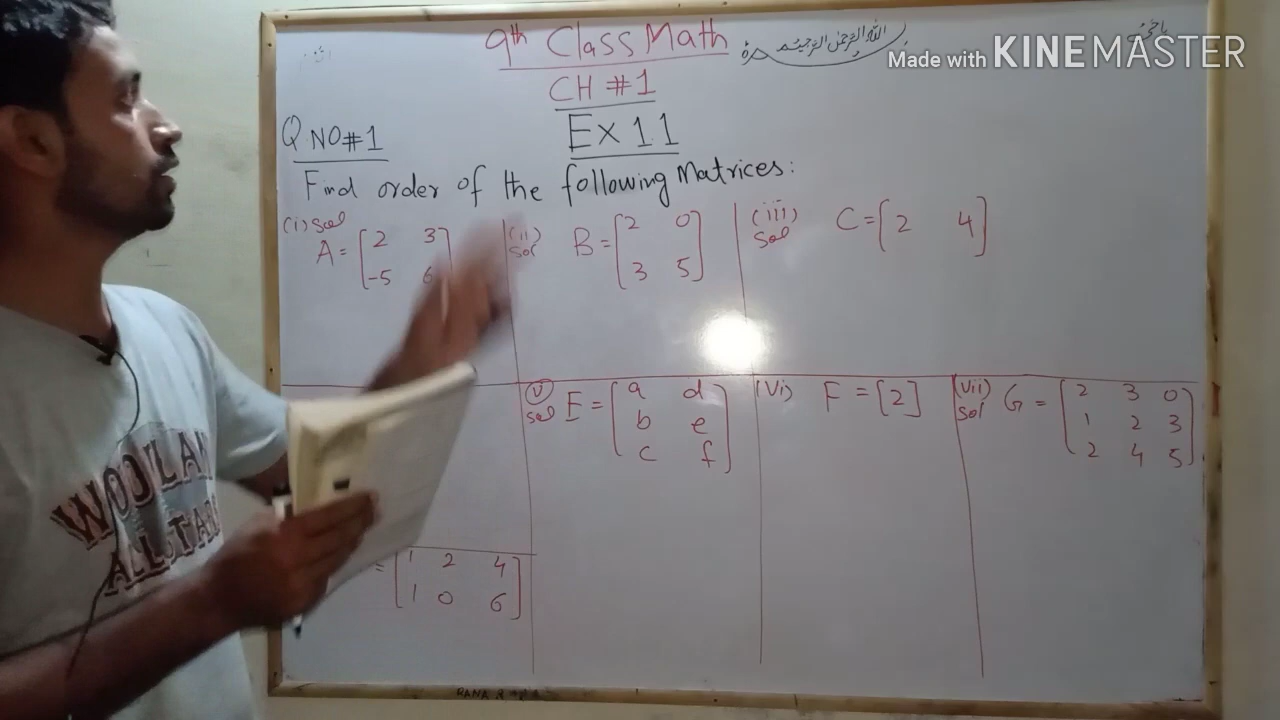 9th Class Math
CH #1
Ex 1.1
Made with KINEMASTER
Q NO#1
Find order of the following Matrices:
(i) sol
A = [2 3
-5 6
(ii)
sol
B = [2 0]
[3 5]
(iii)
sol
C = [2 4]
(v)
sol
E = [a d]
[b e]
[c f]
(vi) F = [2]
(vii)
sol
G = [2 3 0]
[1 2 3]
[2 4 5]
= [1 2 4]
[1 0 6]
WOOLAM
ALLSTARS